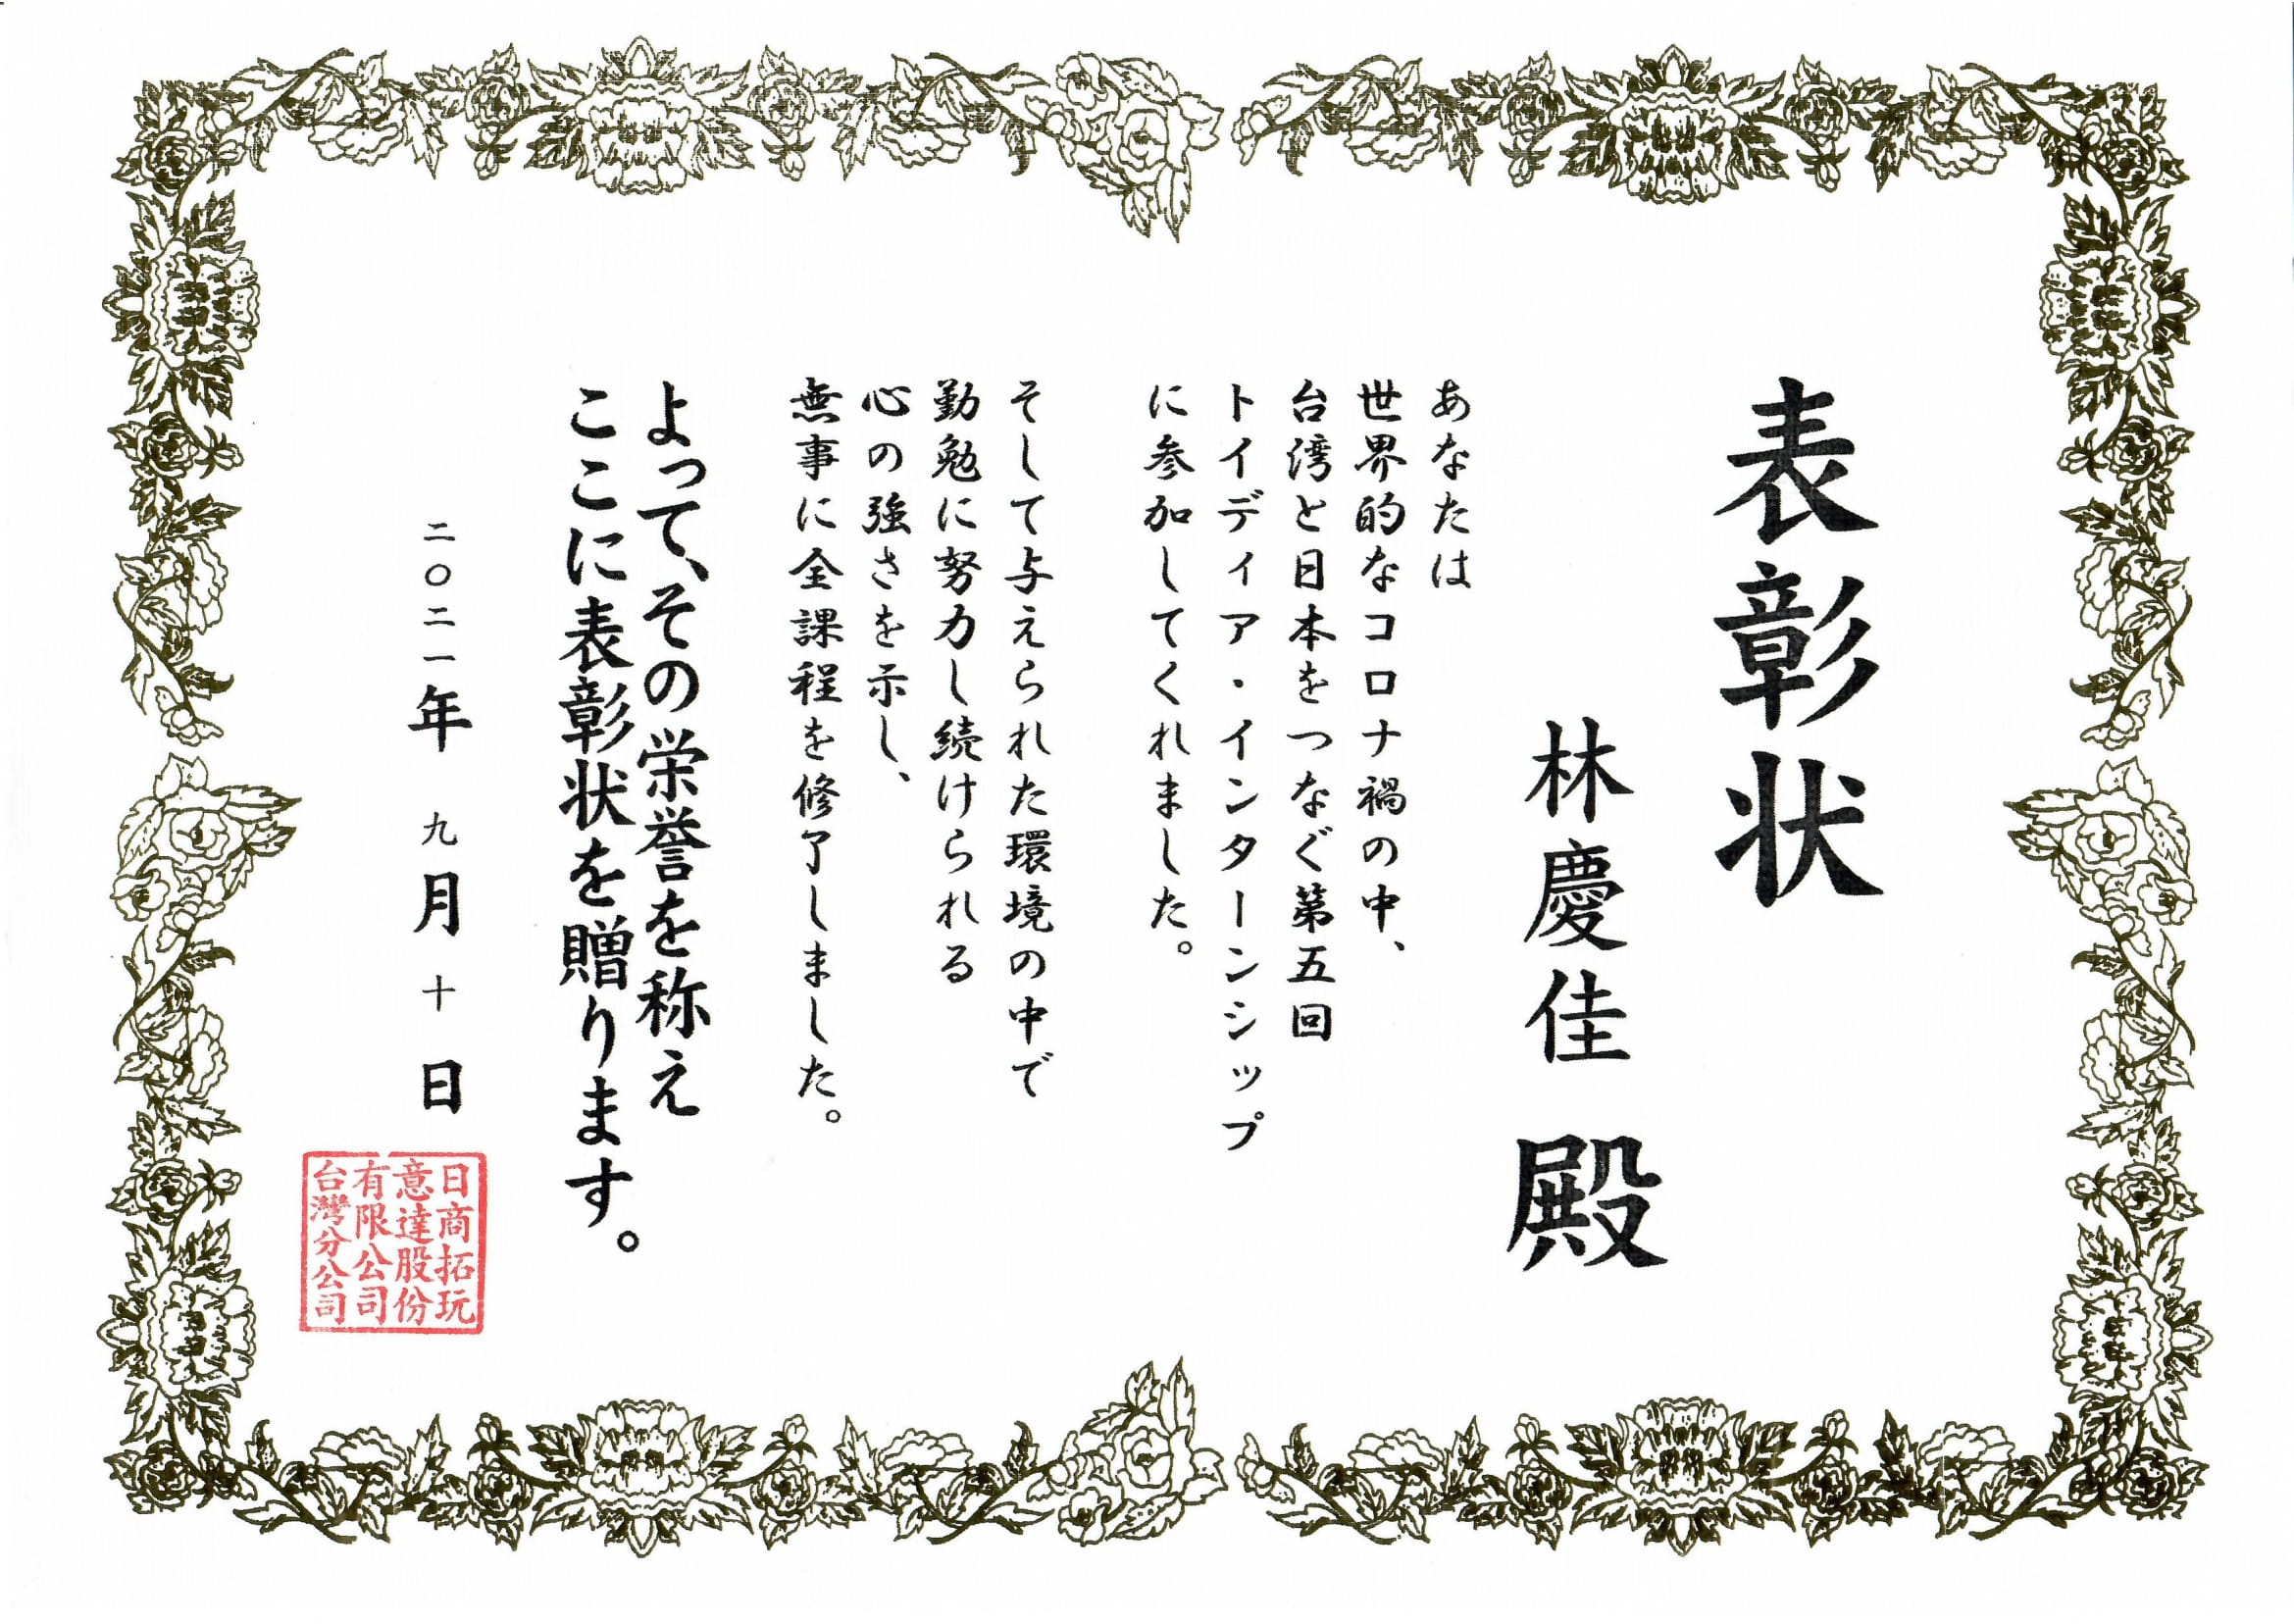 表彰状
林慶佳 殿
あなたは
世界的なコロナ禍の中、
台湾と日本をつなぐ第五回
トイディア・インターンシップ
に参加してくれました。
そして与えられた環境の中で
勤勉に努力し続けられる
心の強さを示し、
無事に全課程を修了しました。
よって、その栄誉を称え
ここに表彰状を贈ります。
二〇二一年 九月 十日
日商拓玩
意達股份
有限公司
台灣分公司